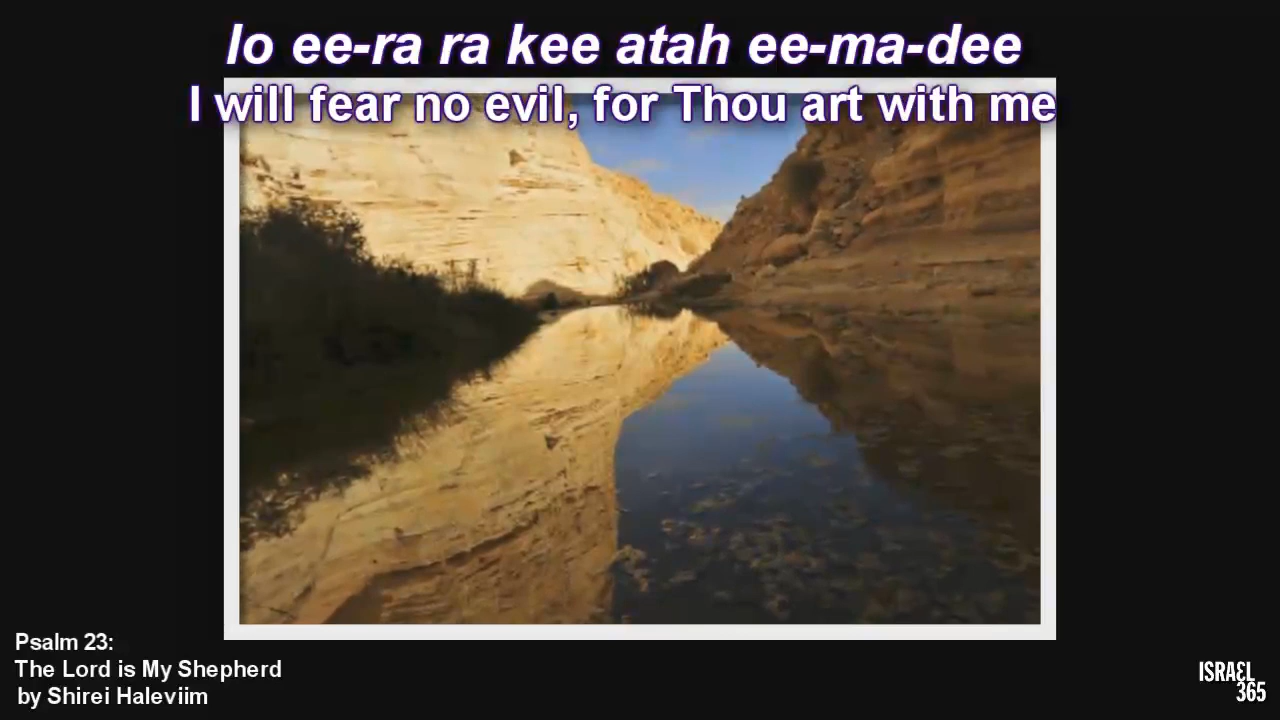 lo ee-ra ra kee atah ee-ma-dee
I will fear no evil, for Thou art with me
Psalm 23:
The Lord is My Shepherd
by Shirei Haleviim
ISRAEL
365